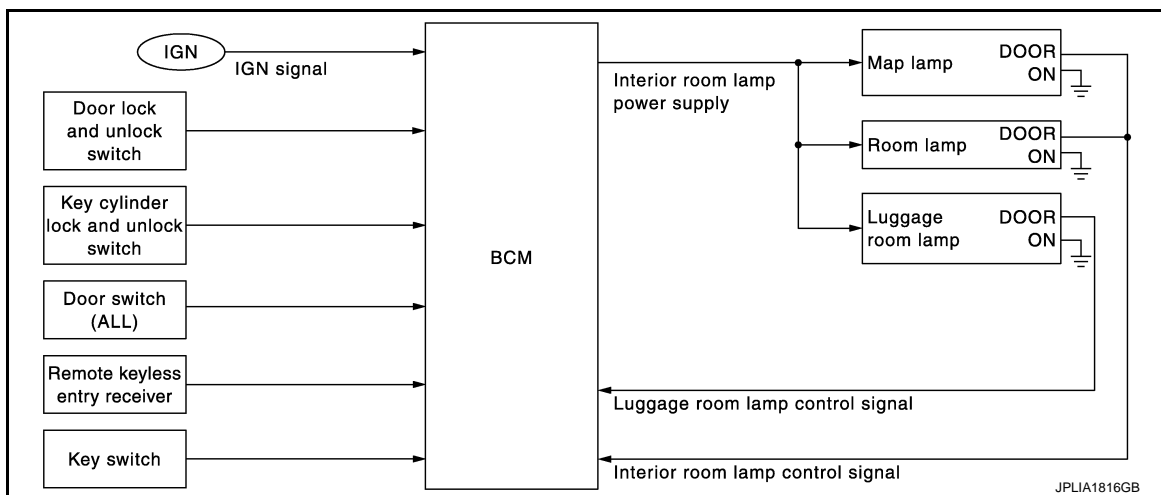 IGN
IGN signal
Door lock
and unlock
switch
Key cylinder
lock and unlock
switch
Door switch
(ALL)
Remote keyless
entry receiver
Key switch
BCM
Interior room lamp
power supply
Map lamp
DOOR
ON
Room lamp
DOOR
ON
Luggage
room lamp
DOOR
ON
Luggage room lamp control signal
Interior room lamp control signal
JPLIA1816GB